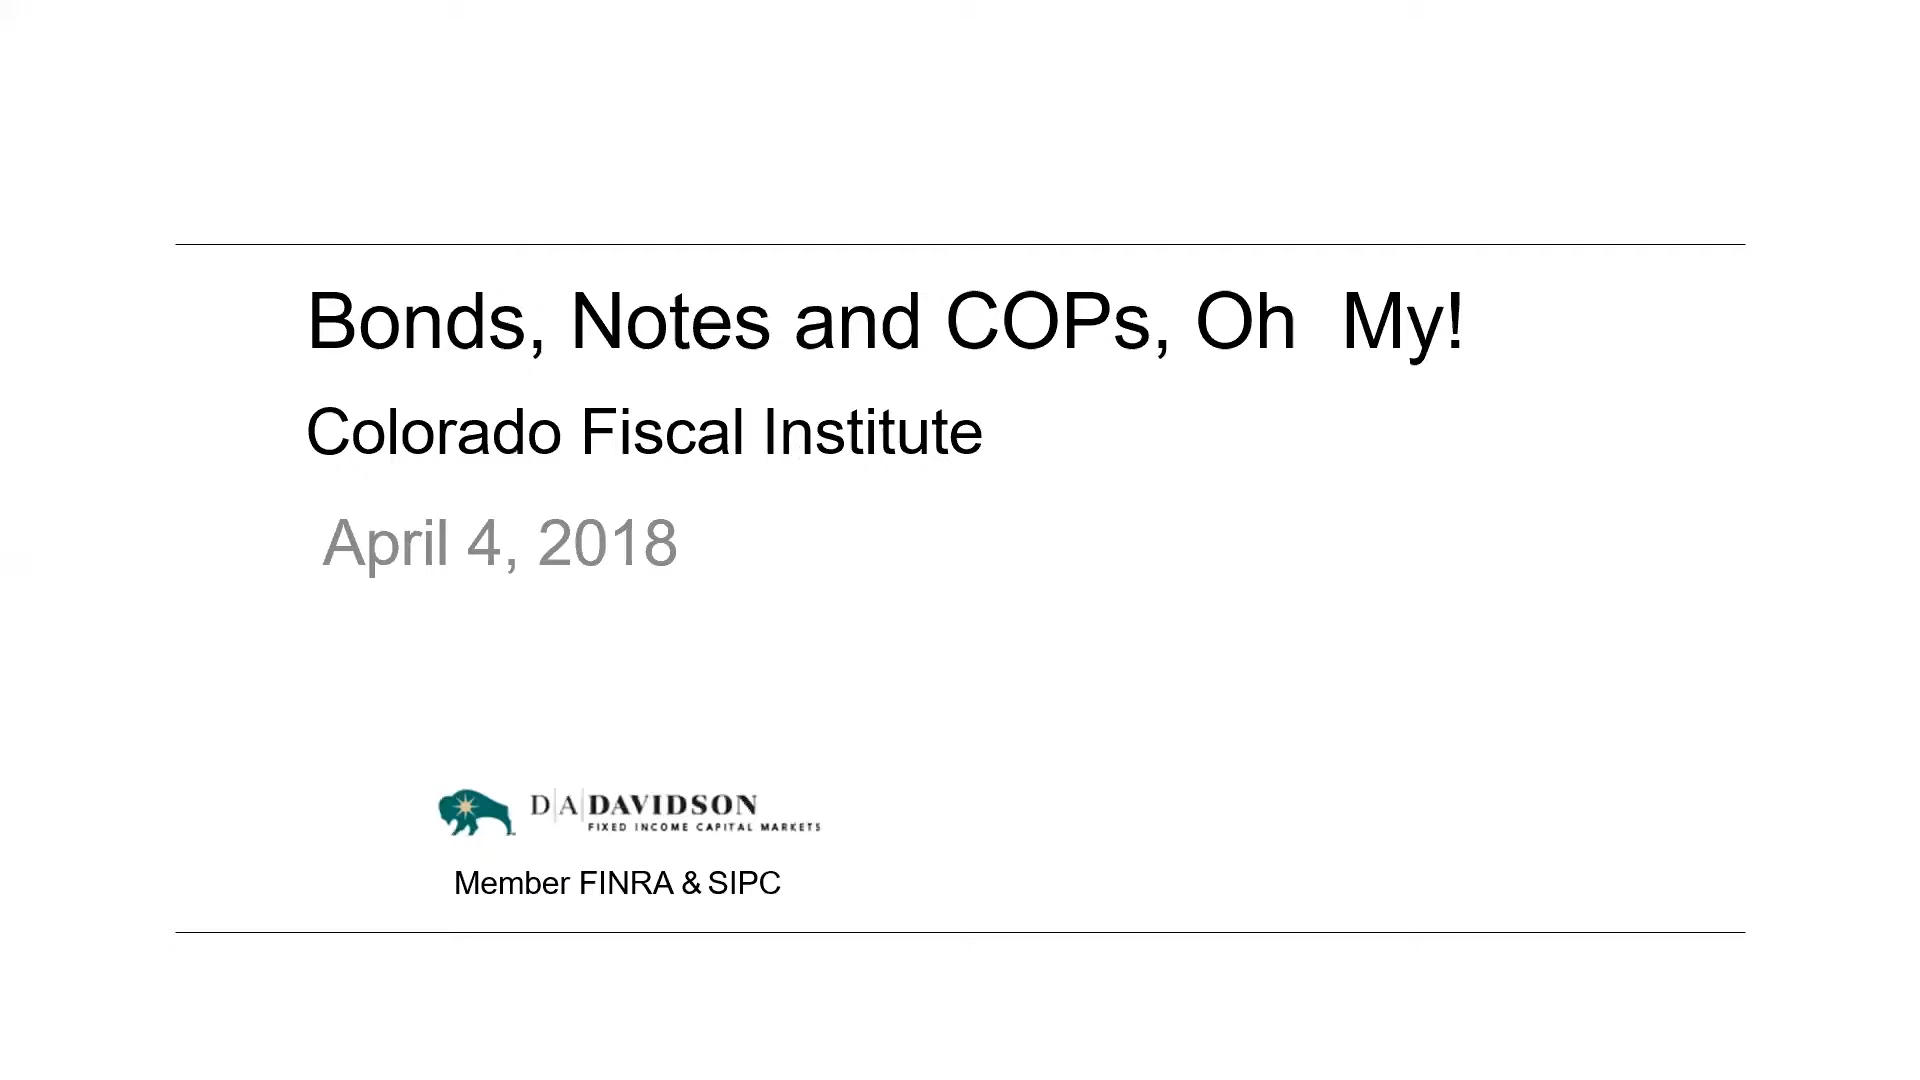 Bonds, Notes and COPs, Oh  My!
Colorado Fiscal Institute
April 4, 2018
D|A|DAVIDSON
FIXED INCOME CAPITAL MARKETS
Member FINRA & SIPC